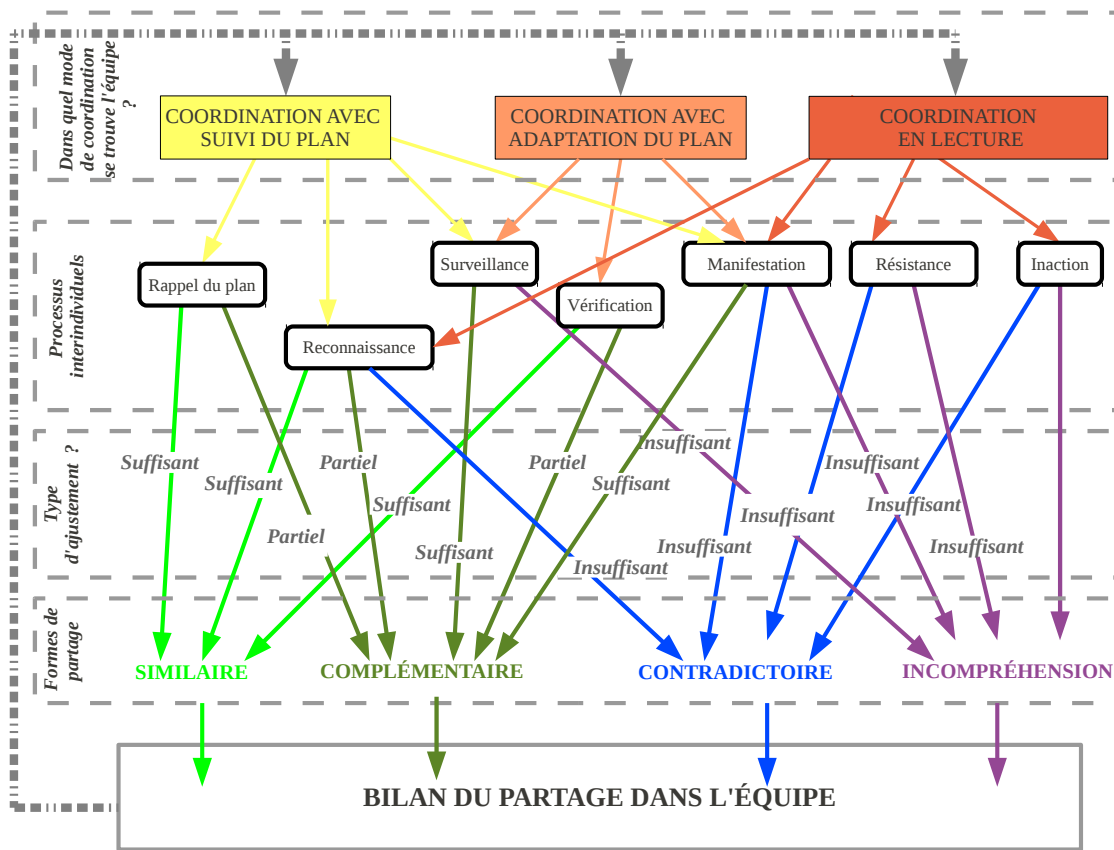 Dans quel mode
de coordination
se trouve l'équipe
?
COORDINATION AVEC
SUIVI DU PLAN
COORDINATION AVEC
ADAPTATION DU PLAN
COORDINATION
EN LECTURE
Processus
interindividuels
Rappel du plan
Surveillance
Manifestation
Résistance
Inaction
Vérification
Reconnaissance
Type
d'ajustement ?
Suffisant
Suffisant
Partiel
Partiel
Suffisant
Suffisant
Partiel
Suffisant
Insuffisant
Insuffisant
Insuffisant
Insuffisant
Insuffisant
Insuffisant
Insuffisant
Formes de
partage
SIMILAIRE
COMPLÉMENTAIRE
CONTRADICTOIRE
INCOMPRÉHENSION
BILAN DU PARTAGE DANS L'ÉQUIPE